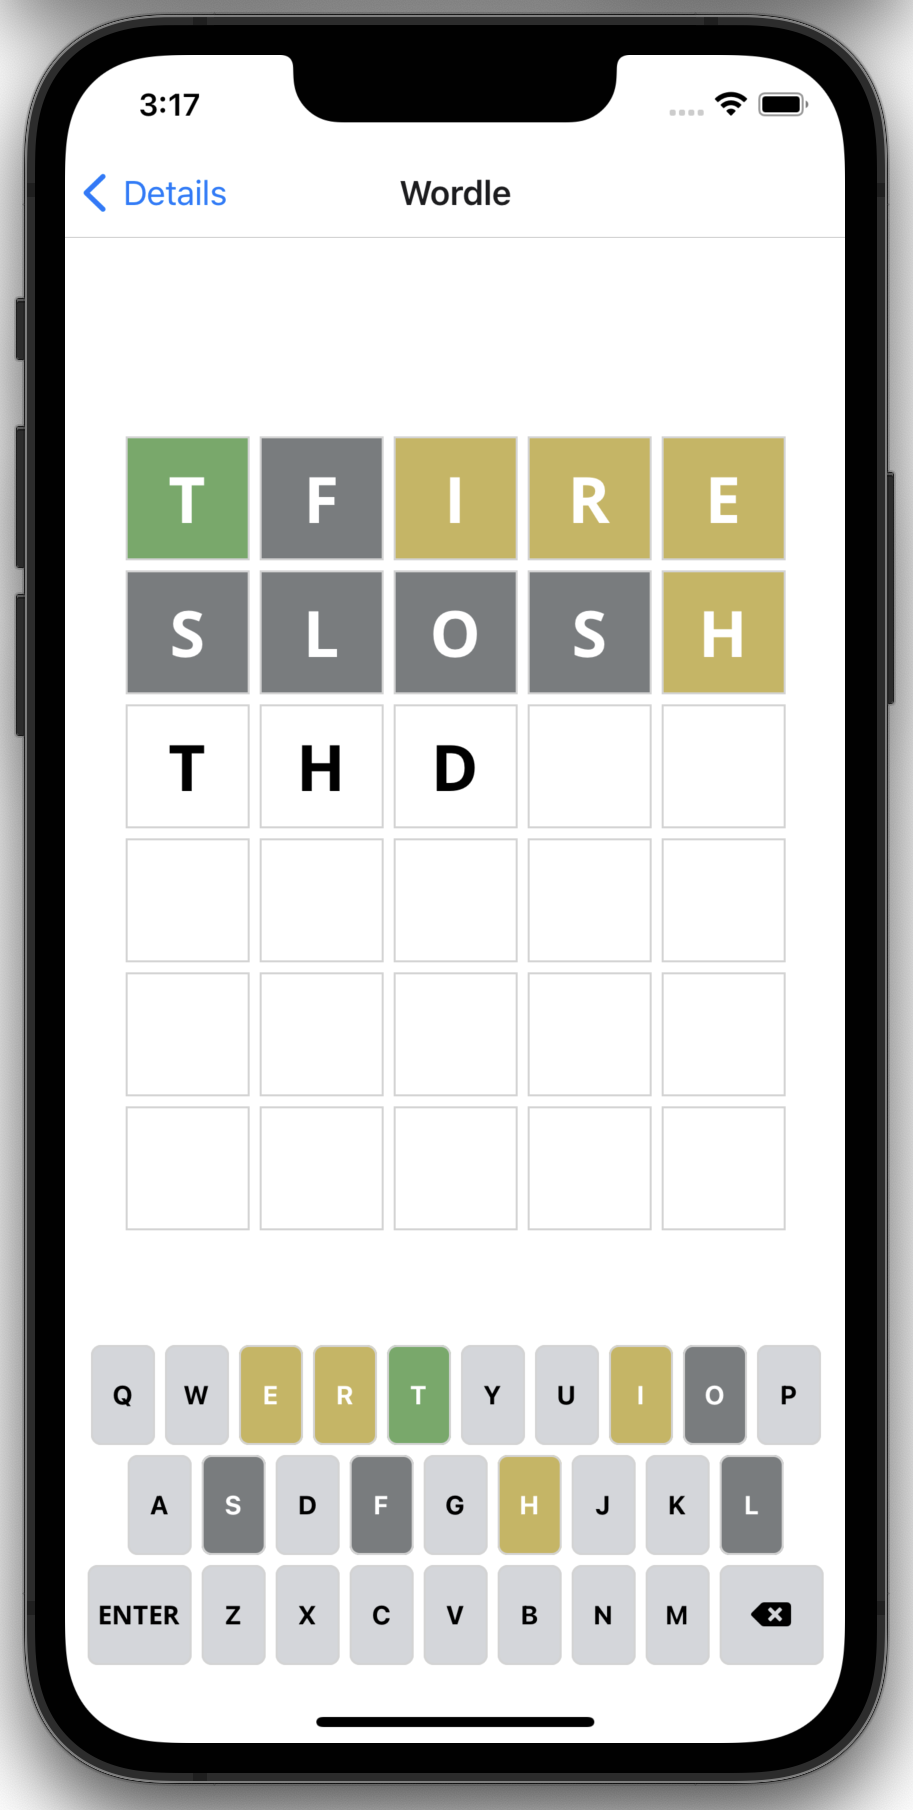 3:17
Details Wordle
T F I R E
S L O S H
T H D
Q W E R T Y U I O P
A S D F G H J K L
ENTER Z X C V B N M